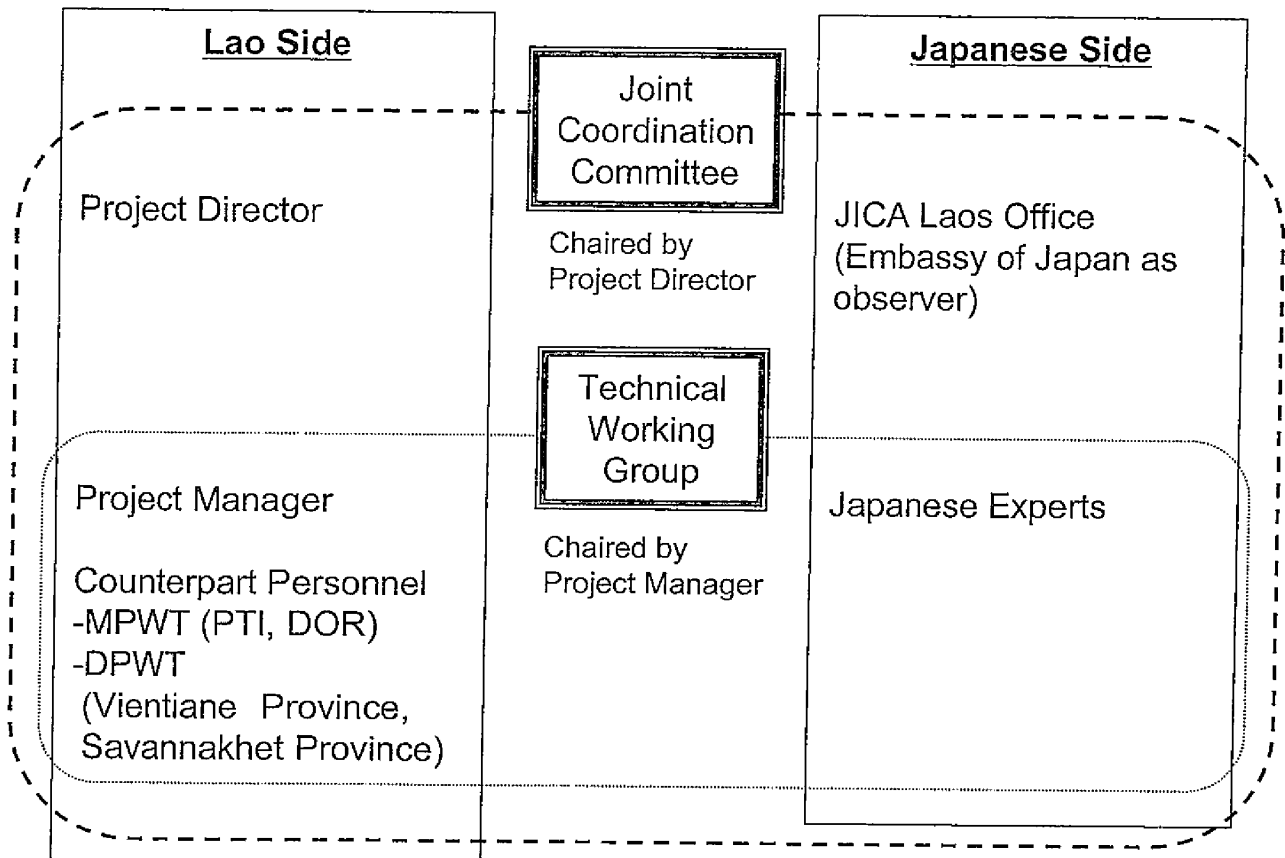 Lao Side
Project Director
Project Manager
Counterpart Personnel
-MPWT (PTI, DOR)
-DPWT
(Vientiane Province,
Savannakhet Province)
Joint
Coordination
Committee
Chaired by
Project Director
Technical
Working
Group
Chaired by
Project Manager
Japanese Side
JICA Laos Office
(Embassy of Japan as
observer)
Japanese Experts